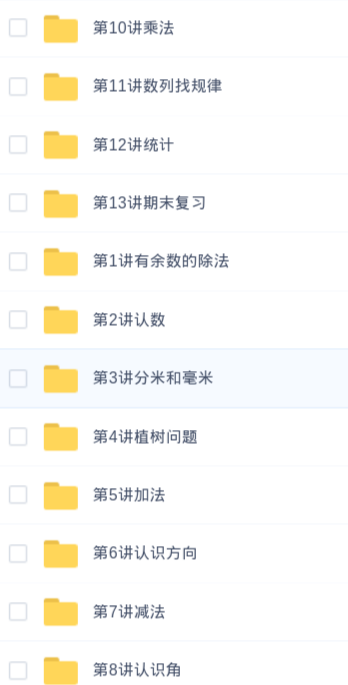 第10讲乘法
第11讲数列找规律
第12讲统计
第13讲期末复习
第1讲有余数的除法
第2讲认数
第3讲分米和毫米
第4讲植树问题
第5讲加法
第6讲认识方向
第7讲减法
第8讲认识角